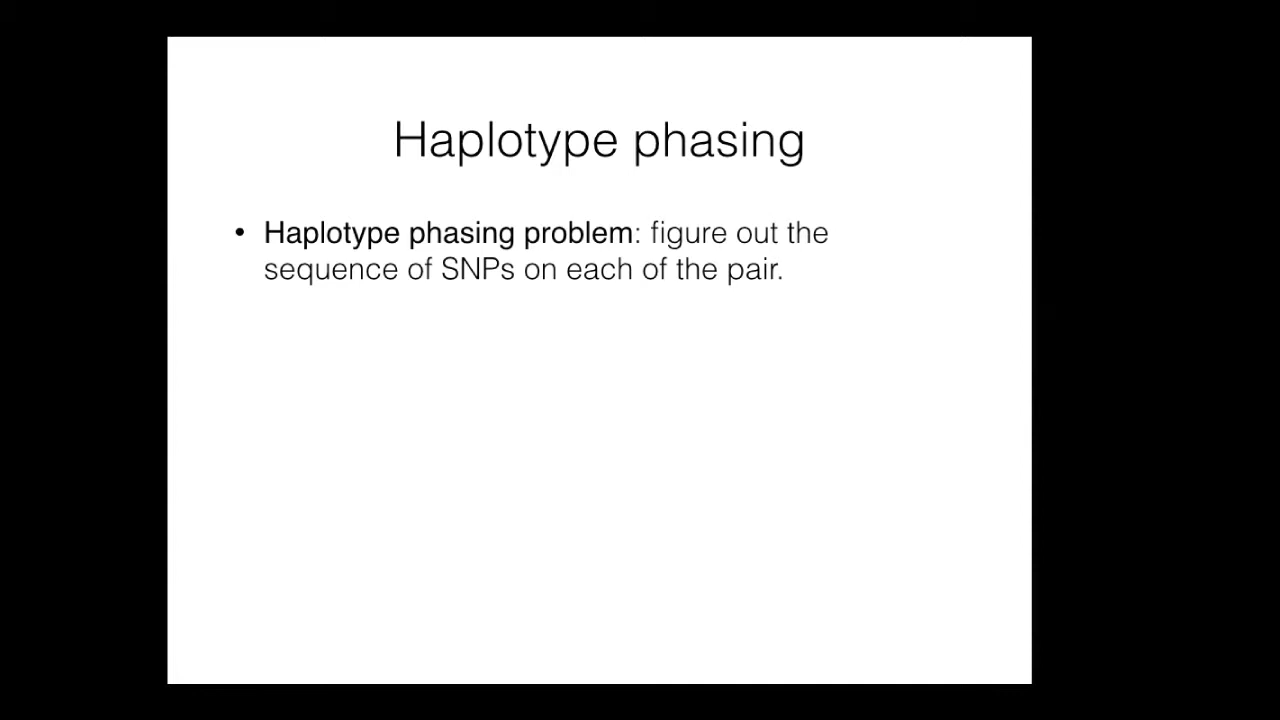 Haplotype phasing
• Haplotype phasing problem: figure out the
sequence of SNPs on each of the pair.